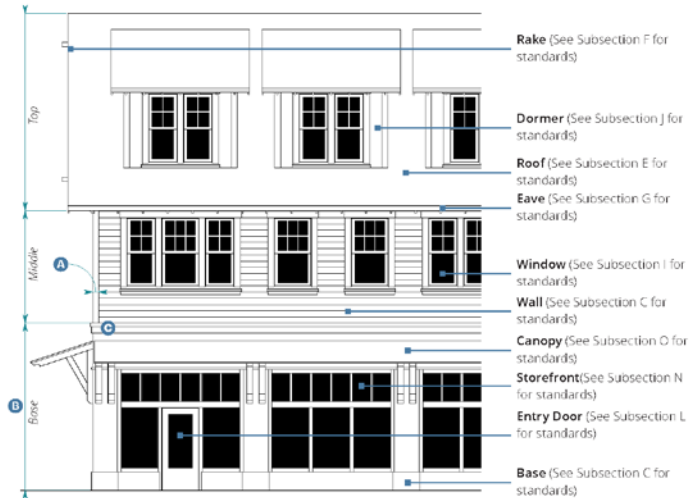 Rake (See Subsection F for
standards)
Top
Dormer (See Subsection J for
standards)
Roof (See Subsection E for
standards)
Eave (See Subsection G for
standards)
Middle
A
Window (See Subsection I for
standards)
Wall (See Subsection C for
standards)
C
Canopy (See Subsection O for
standards)
Storefront(See Subsection N
for standards)
B
Base
Entry Door (See Subsection L
for standards)
Base (See Subsection C for
standards)